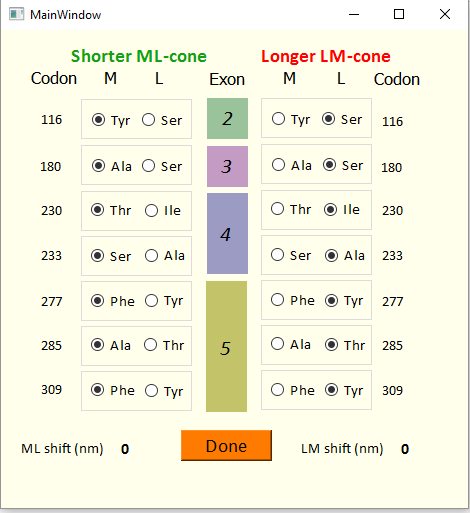 MainWindow
Shorter ML-cone Longer LM-cone
Codon M L Exon M L Codon
116 Tyr Ser 2 Tyr Ser 116
180 Ala Ser 3 Ala Ser 180
230 Thr Ile 4 Thr Ile 230
233 Ser Ala Ser Ala 233
277 Phe Tyr 5 Phe Tyr 277
285 Ala Thr Ala Thr 285
309 Phe Tyr Phe Tyr 309
ML shift (nm) 0 Done LM shift (nm) 0